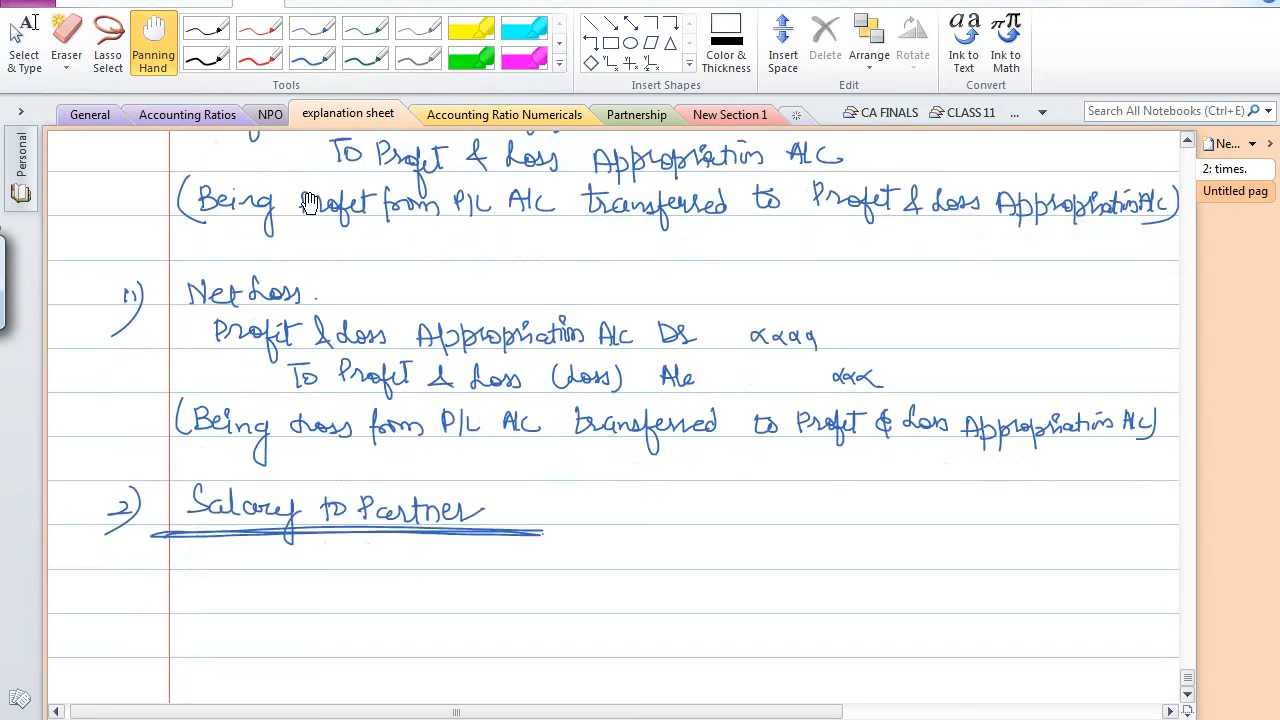 A
Select & Type
Eraser
Lasso Select
Panning Hand
Color & Thickness
Insert Space
Delete
Arrange
Rotate
aα
Ink to Text
πΠ
Ink to Math
Tools
Insert Shapes
Edit
Convert
General
Accounting Ratios
NPO
explanation sheet
Accounting Ratio Numericals
Partnership
New Section 1
CA FINALS
CLASS 11
...
Search All Notebooks (Ctrl+E)
Ne...
Personal
2: times.
Untitled pag
To Profit & Loss Appropriation A/C
(Being Profit from P/L A/C transferred to Profit & Loss Appropriation A/C)
11) Net Loss.
Profit & Loss Appropriation A/C Dr
To Profit & Loss (Loss) A/c
(Being Loss from P/L A/C transferred to Profit & Loss Appropriation A/C)
2) Salary to Partner